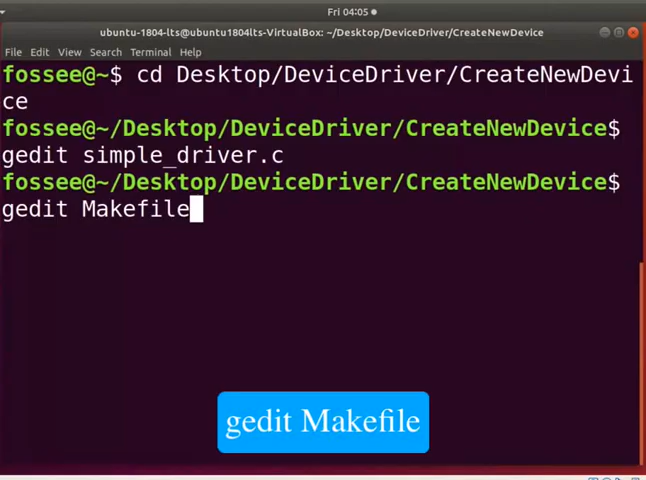 Fri 04:05
ubuntu-1804-lts@ubuntu1804lts-VirtualBox: ~/Desktop/DeviceDriver/CreateNewDevice
File Edit View Search Terminal Help
fossee@~$ cd Desktop/DeviceDriver/CreateNewDevi
ce
fossee@~/Desktop/DeviceDriver/CreateNewDevice$
gedit simple_driver.c
fossee@~/Desktop/DeviceDriver/CreateNewDevice$
gedit Makefile
gedit Makefile